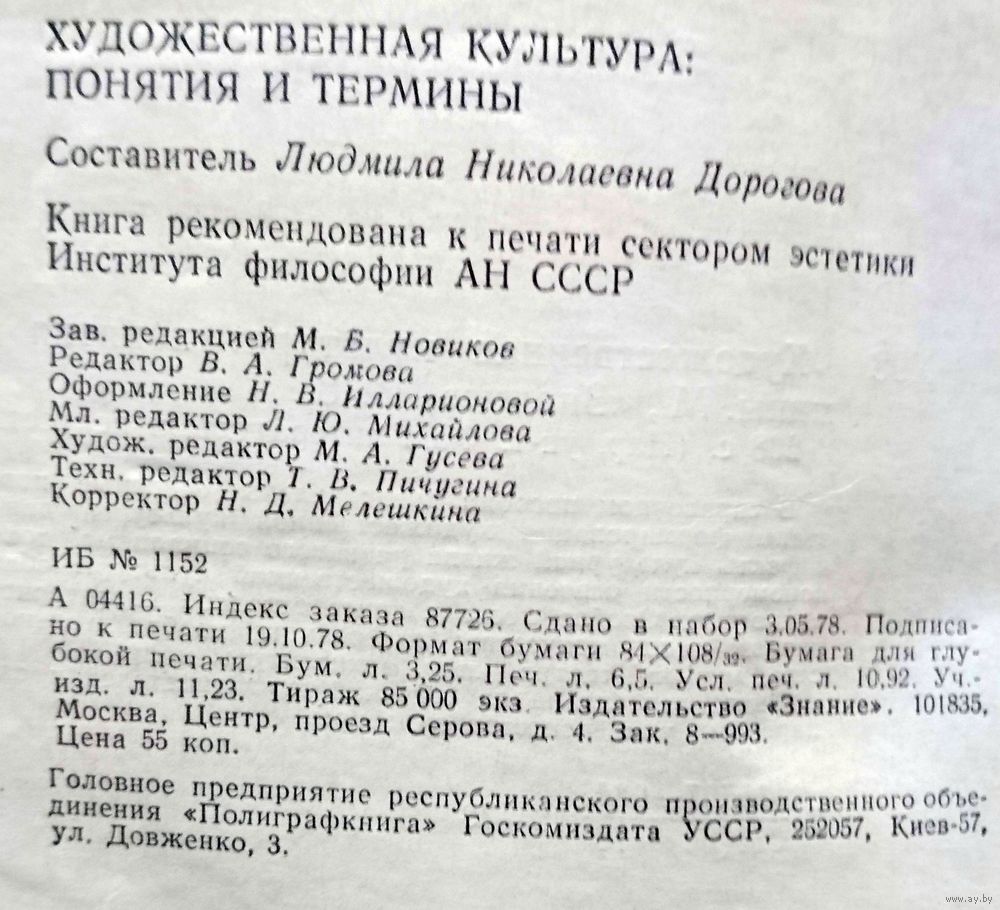 ХУДОЖЕСТВЕННАЯ КУЛЬТУРА:
ПОНЯТИЯ И ТЕРМИНЫ
Составитель Людмила Николаевна Дорогова
Книга рекомендована к печати сектором эстетики
Института философии АН СССР
Зав. редакцией М. Б. Новиков
Редактор В. А. Громова
Оформление Н. В. Илларионовой
Мл. редактор Л. Ю. Михайлова
Худож. редактор М. А. Гусева
Техн. редактор Т. В. Пичугина
Корректор Н. Д. Мелешкина
ИБ № 1152
А 04416. Индекс заказа 87726. Сдано в набор 3.05.78. Подписа-
но к печати 19.10.78. Формат бумаги 84×108/32. Бумага для глу-
бокой печати. Бум. л. 3,25. Печ. л. 6,5. Усл. печ. л. 10,92. Уч.-
изд. л. 11,23. Тираж 85 000 экз. Издательство «Знание». 101835,
Москва, Центр, проезд Серова, д. 4. Зак. 8—993.
Цена 55 коп.
Головное предприятие республиканского производственного объе-
динения «Полиграфкнига» Госкомиздата УССР, 252057, Киев-57,
ул. Довженко, 3.
www.ay.by